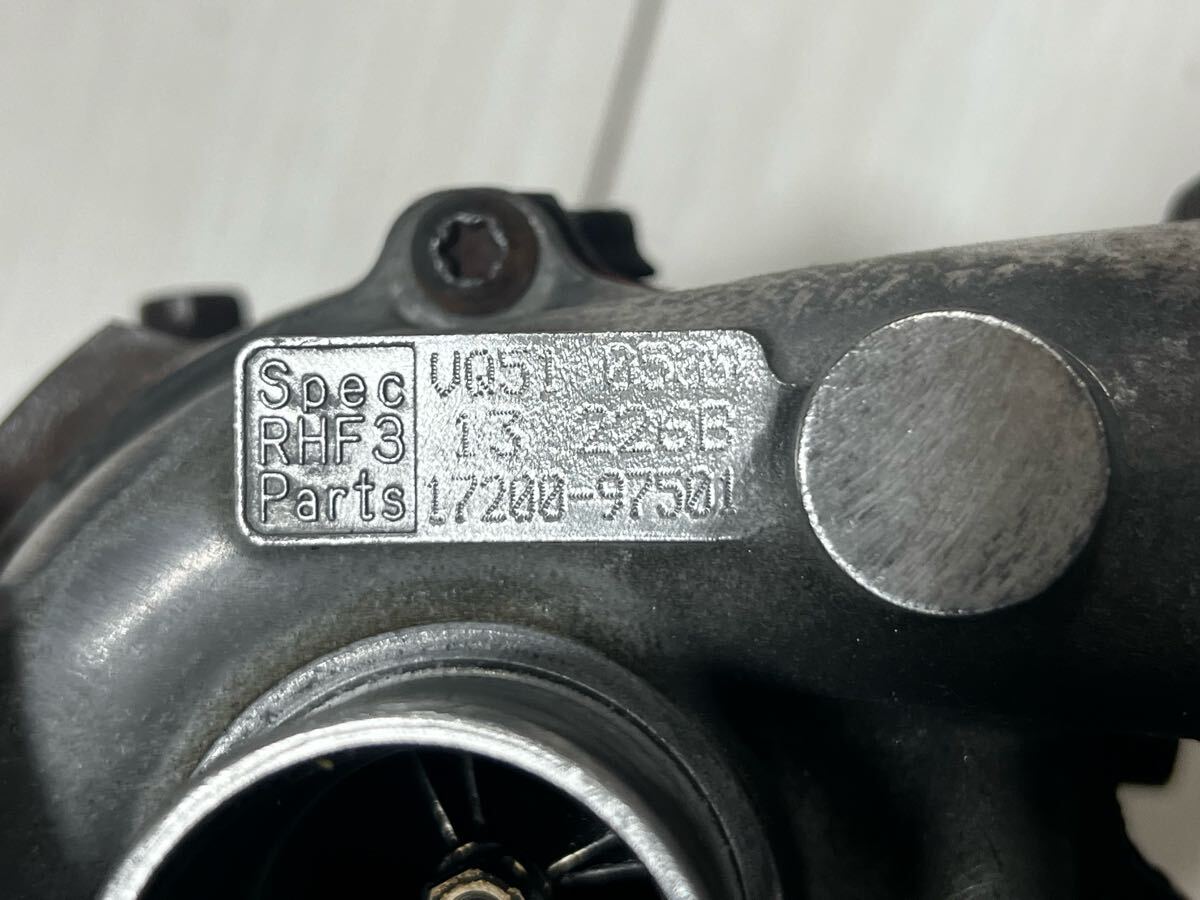 Spec VQ51
RHF3 13
Parts 17200-97501